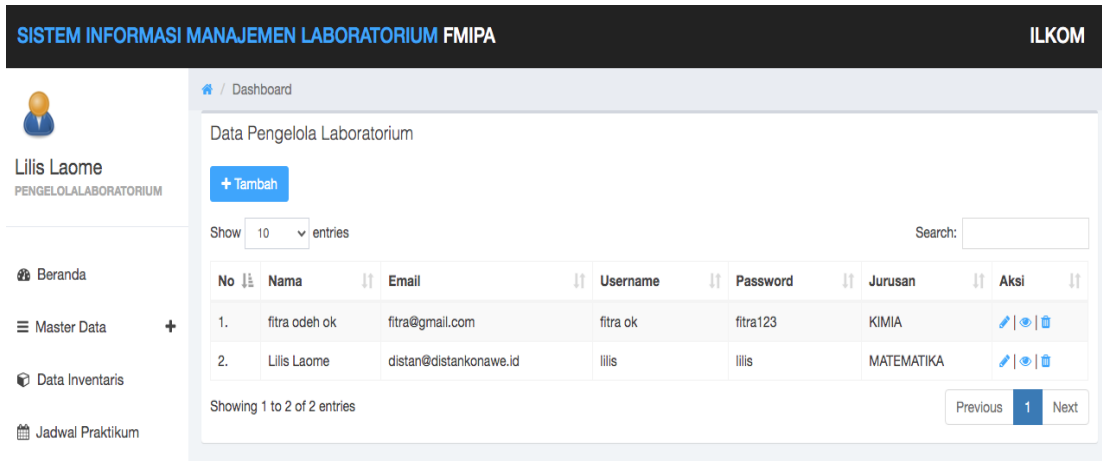 SISTEM INFORMASI MANAJEMEN LABORATORIUM FMIPA ILKOM
/ Dashboard
Lilis Laome
PENGELOLALABORATORIUM
Beranda
Master Data +
Data Inventaris
Jadwal Praktikum
Data Pengelola Laboratorium
+ Tambah
Show 10 entries Search:
No Nama Email Username Password Jurusan Aksi
1. fitra odeh ok fitra@gmail.com fitra ok fitra123 KIMIA | |
2. Lilis Laome distan@distankonawe.id lilis lilis MATEMATIKA | |
Showing 1 to 2 of 2 entries Previous 1 Next